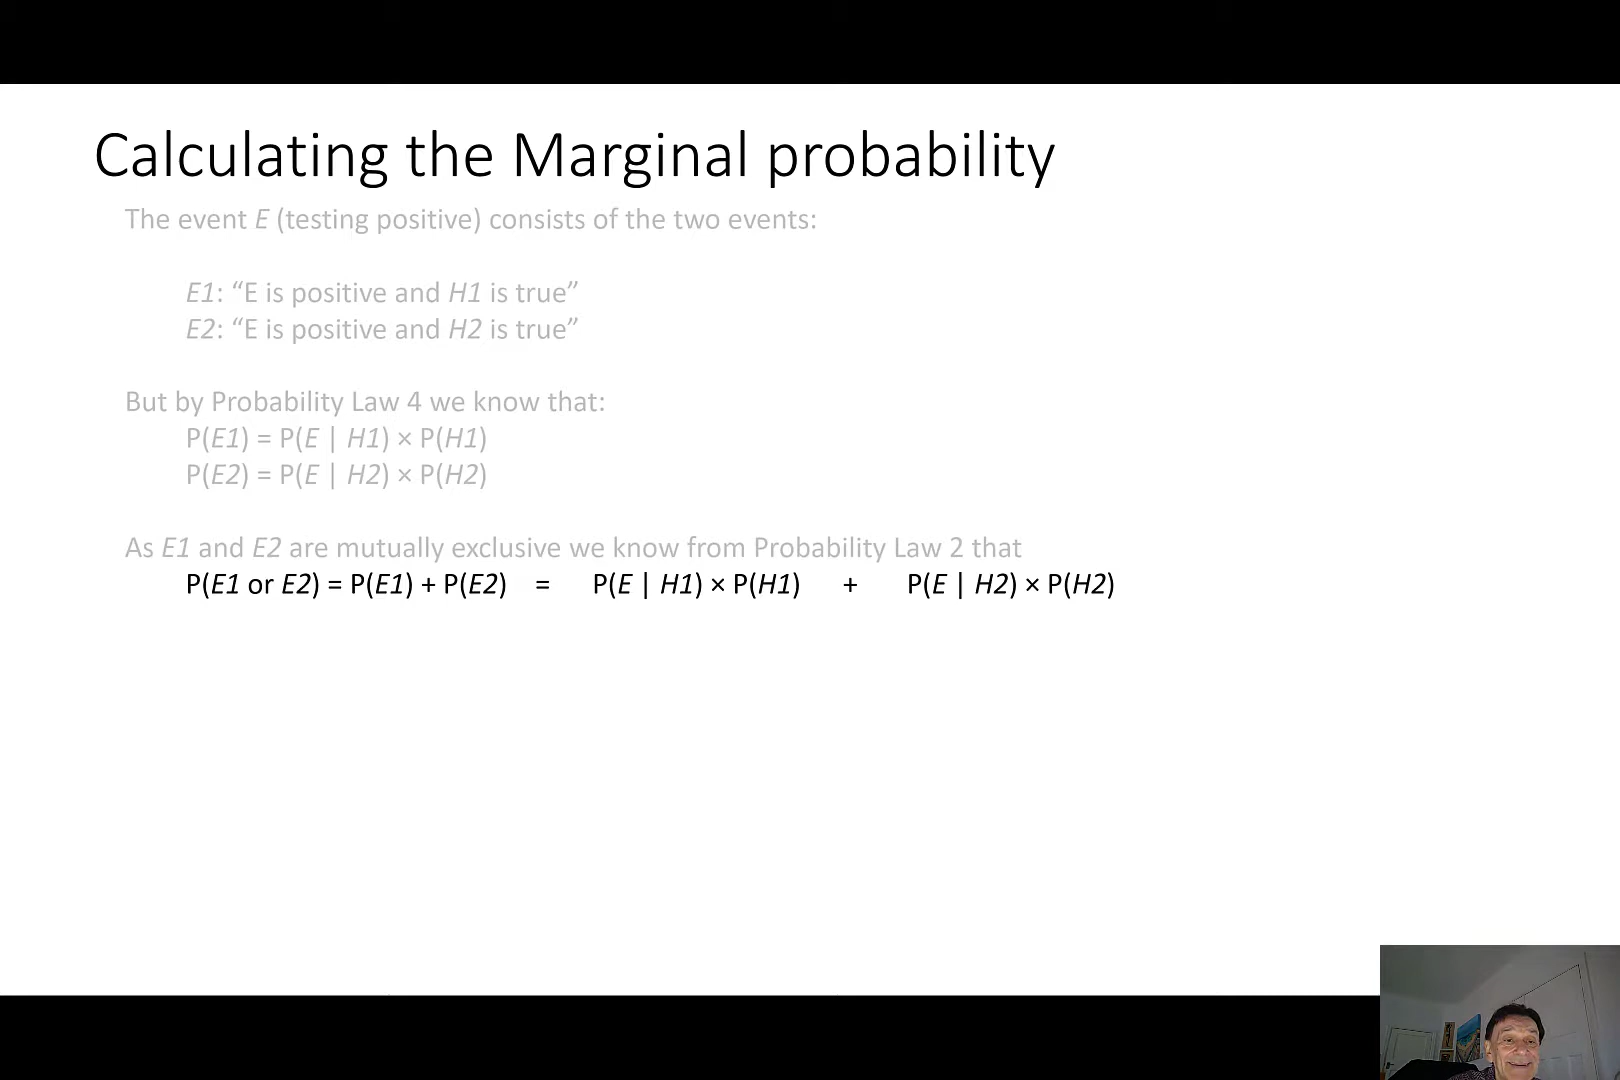 Calculating the Marginal probability
The event E (testing positive) consists of the two events:
E1: “E is positive and H1 is true”
E2: “E is positive and H2 is true”
But by Probability Law 4 we know that:
P(E1) = P(E | H1) × P(H1)
P(E2) = P(E | H2) × P(H2)
As E1 and E2 are mutually exclusive we know from Probability Law 2 that
P(E1 or E2) = P(E1) + P(E2) = P(E | H1) × P(H1) + P(E | H2) × P(H2)